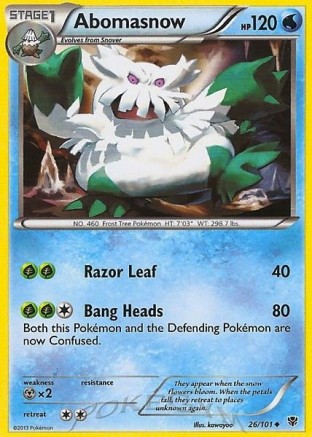 STAGE1
Abomasnow
HP120
Evolves from Snover
NO. 460 Frost Tree Pokémon HT: 7'03" WT: 298.7 lbs.
Razor Leaf 40
Bang Heads 80
Both this Pokémon and the Defending Pokémon are
now Confused.
weakness resistance
×2
retreat
They appear when the snow
flowers bloom. When the petals
fall, they retreat to places
unknown again.
illus. kawayoo 26/101
©2013 Pokémon